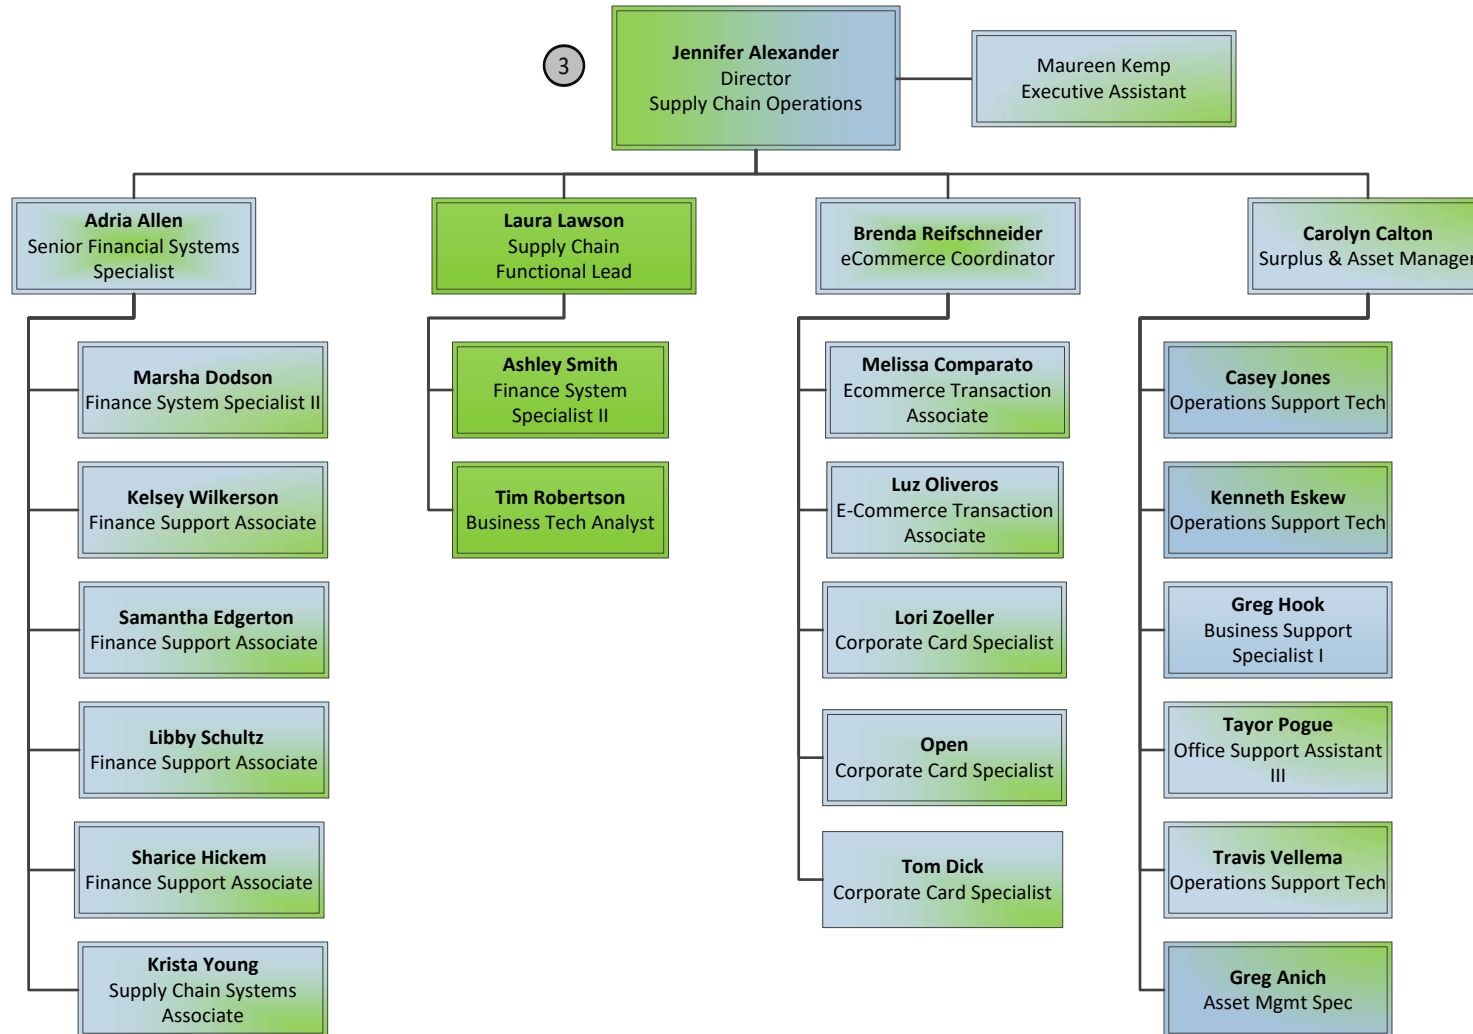 3
Jennifer Alexander
Director
Supply Chain Operations
Maureen Kemp
Executive Assistant
Adria Allen
Senior Financial Systems
Specialist
Laura Lawson
Supply Chain
Functional Lead
Brenda Reifschneider
eCommerce Coordinator
Carolyn Calton
Surplus & Asset Manager
Marsha Dodson
Finance System Specialist II
Kelsey Wilkerson
Finance Support Associate
Samantha Edgerton
Finance Support Associate
Libby Schultz
Finance Support Associate
Sharice Hickem
Finance Support Associate
Krista Young
Supply Chain Systems
Associate
Ashley Smith
Finance System
Specialist II
Tim Robertson
Business Tech Analyst
Melissa Comparato
Ecommerce Transaction
Associate
Luz Oliveros
E-Commerce Transaction
Associate
Lori Zoeller
Corporate Card Specialist
Open
Corporate Card Specialist
Tom Dick
Corporate Card Specialist
Casey Jones
Operations Support Tech
Kenneth Eskew
Operations Support Tech
Greg Hook
Business Support
Specialist I
Tayor Pogue
Office Support Assistant
III
Travis Vellema
Operations Support Tech
Greg Anich
Asset Mgmt Spec